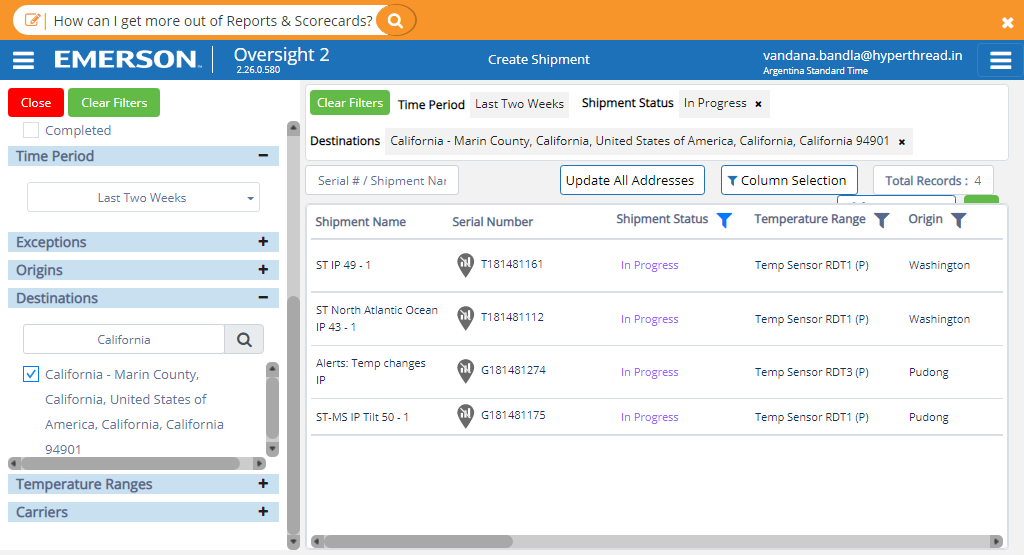 How can I get more out of Reports & Scorecards?
×
EMERSON
Oversight 2
2.26.0.580
Create Shipment
vandana.bandla@hyperthread.in
Argentina Standard Time
Close
Clear Filters
Completed
Time Period −
Last Two Weeks
Exceptions +
Origins +
Destinations −
California
California - Marin County,
California, United States of
America, California, California
94901
Temperature Ranges +
Carriers +
Clear Filters Time Period Last Two Weeks Shipment Status In Progress ×
Destinations California - Marin County, California, United States of America, California, California 94901 ×
Serial # / Shipment Nar
Update All Addresses
Column Selection
Total Records : 4
Shipment Name Serial Number Shipment Status Temperature Range Origin
ST IP 49 - 1 T181481161 In Progress Temp Sensor RDT1 (P) Washington
ST North Atlantic Ocean
IP 43 - 1 T181481112 In Progress Temp Sensor RDT1 (P) Washington
Alerts: Temp changes
IP G181481274 In Progress Temp Sensor RDT3 (P) Pudong
ST-MS IP Tilt 50 - 1 G181481175 In Progress Temp Sensor RDT1 (P) Pudong